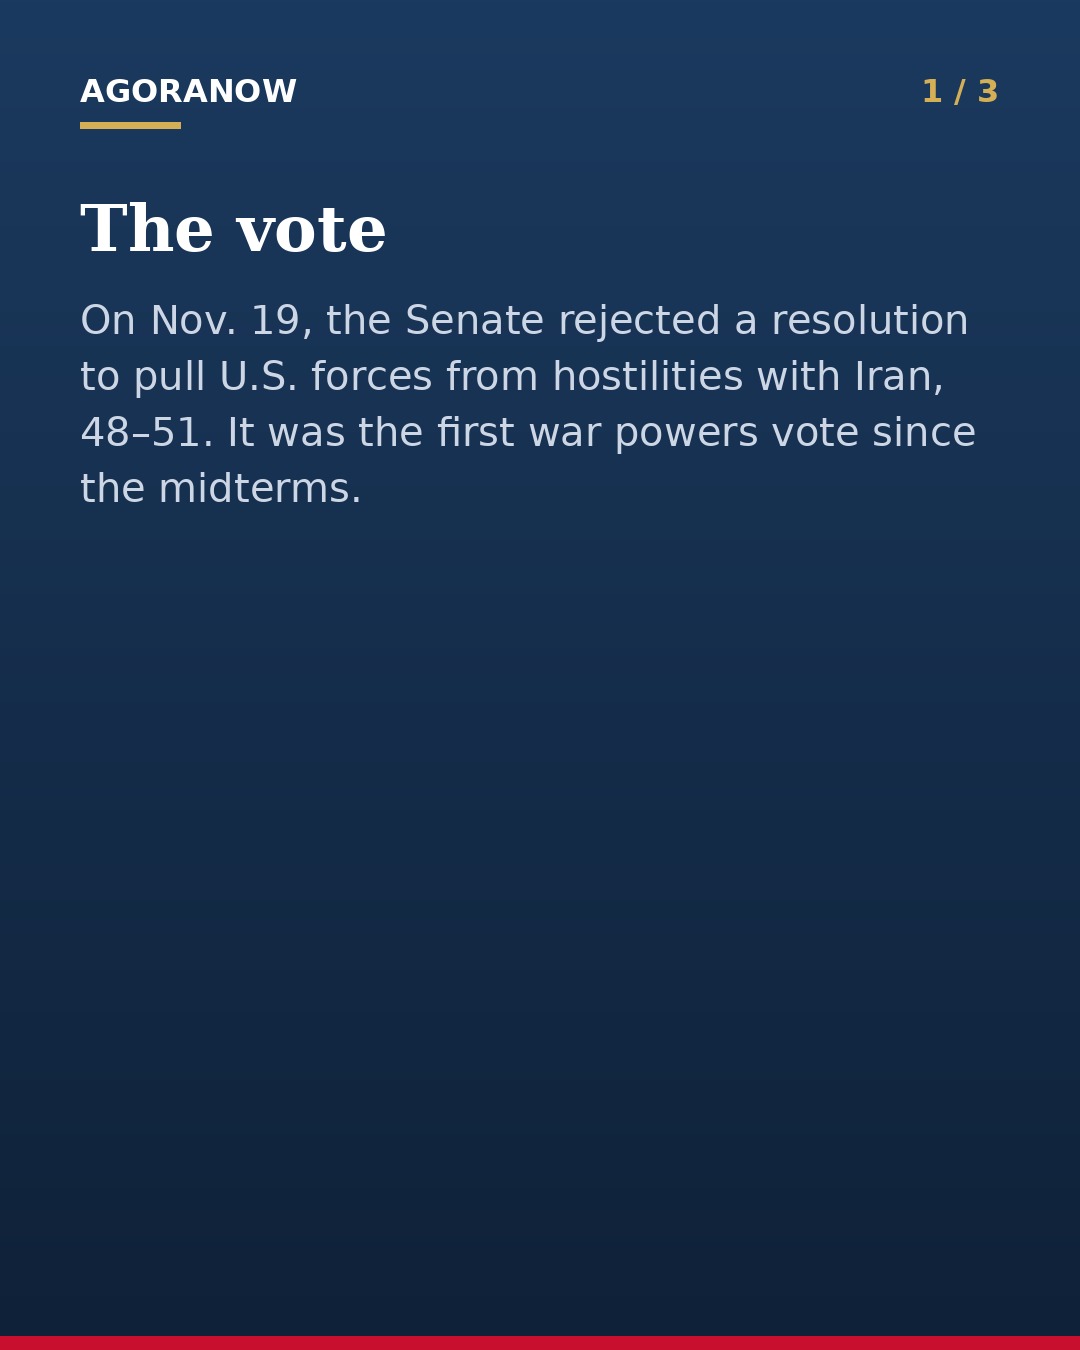 AGORANOW
1 / 3
The vote
On Nov. 19, the Senate rejected a resolution
to pull U.S. forces from hostilities with Iran,
48–51. It was the first war powers vote since
the midterms.